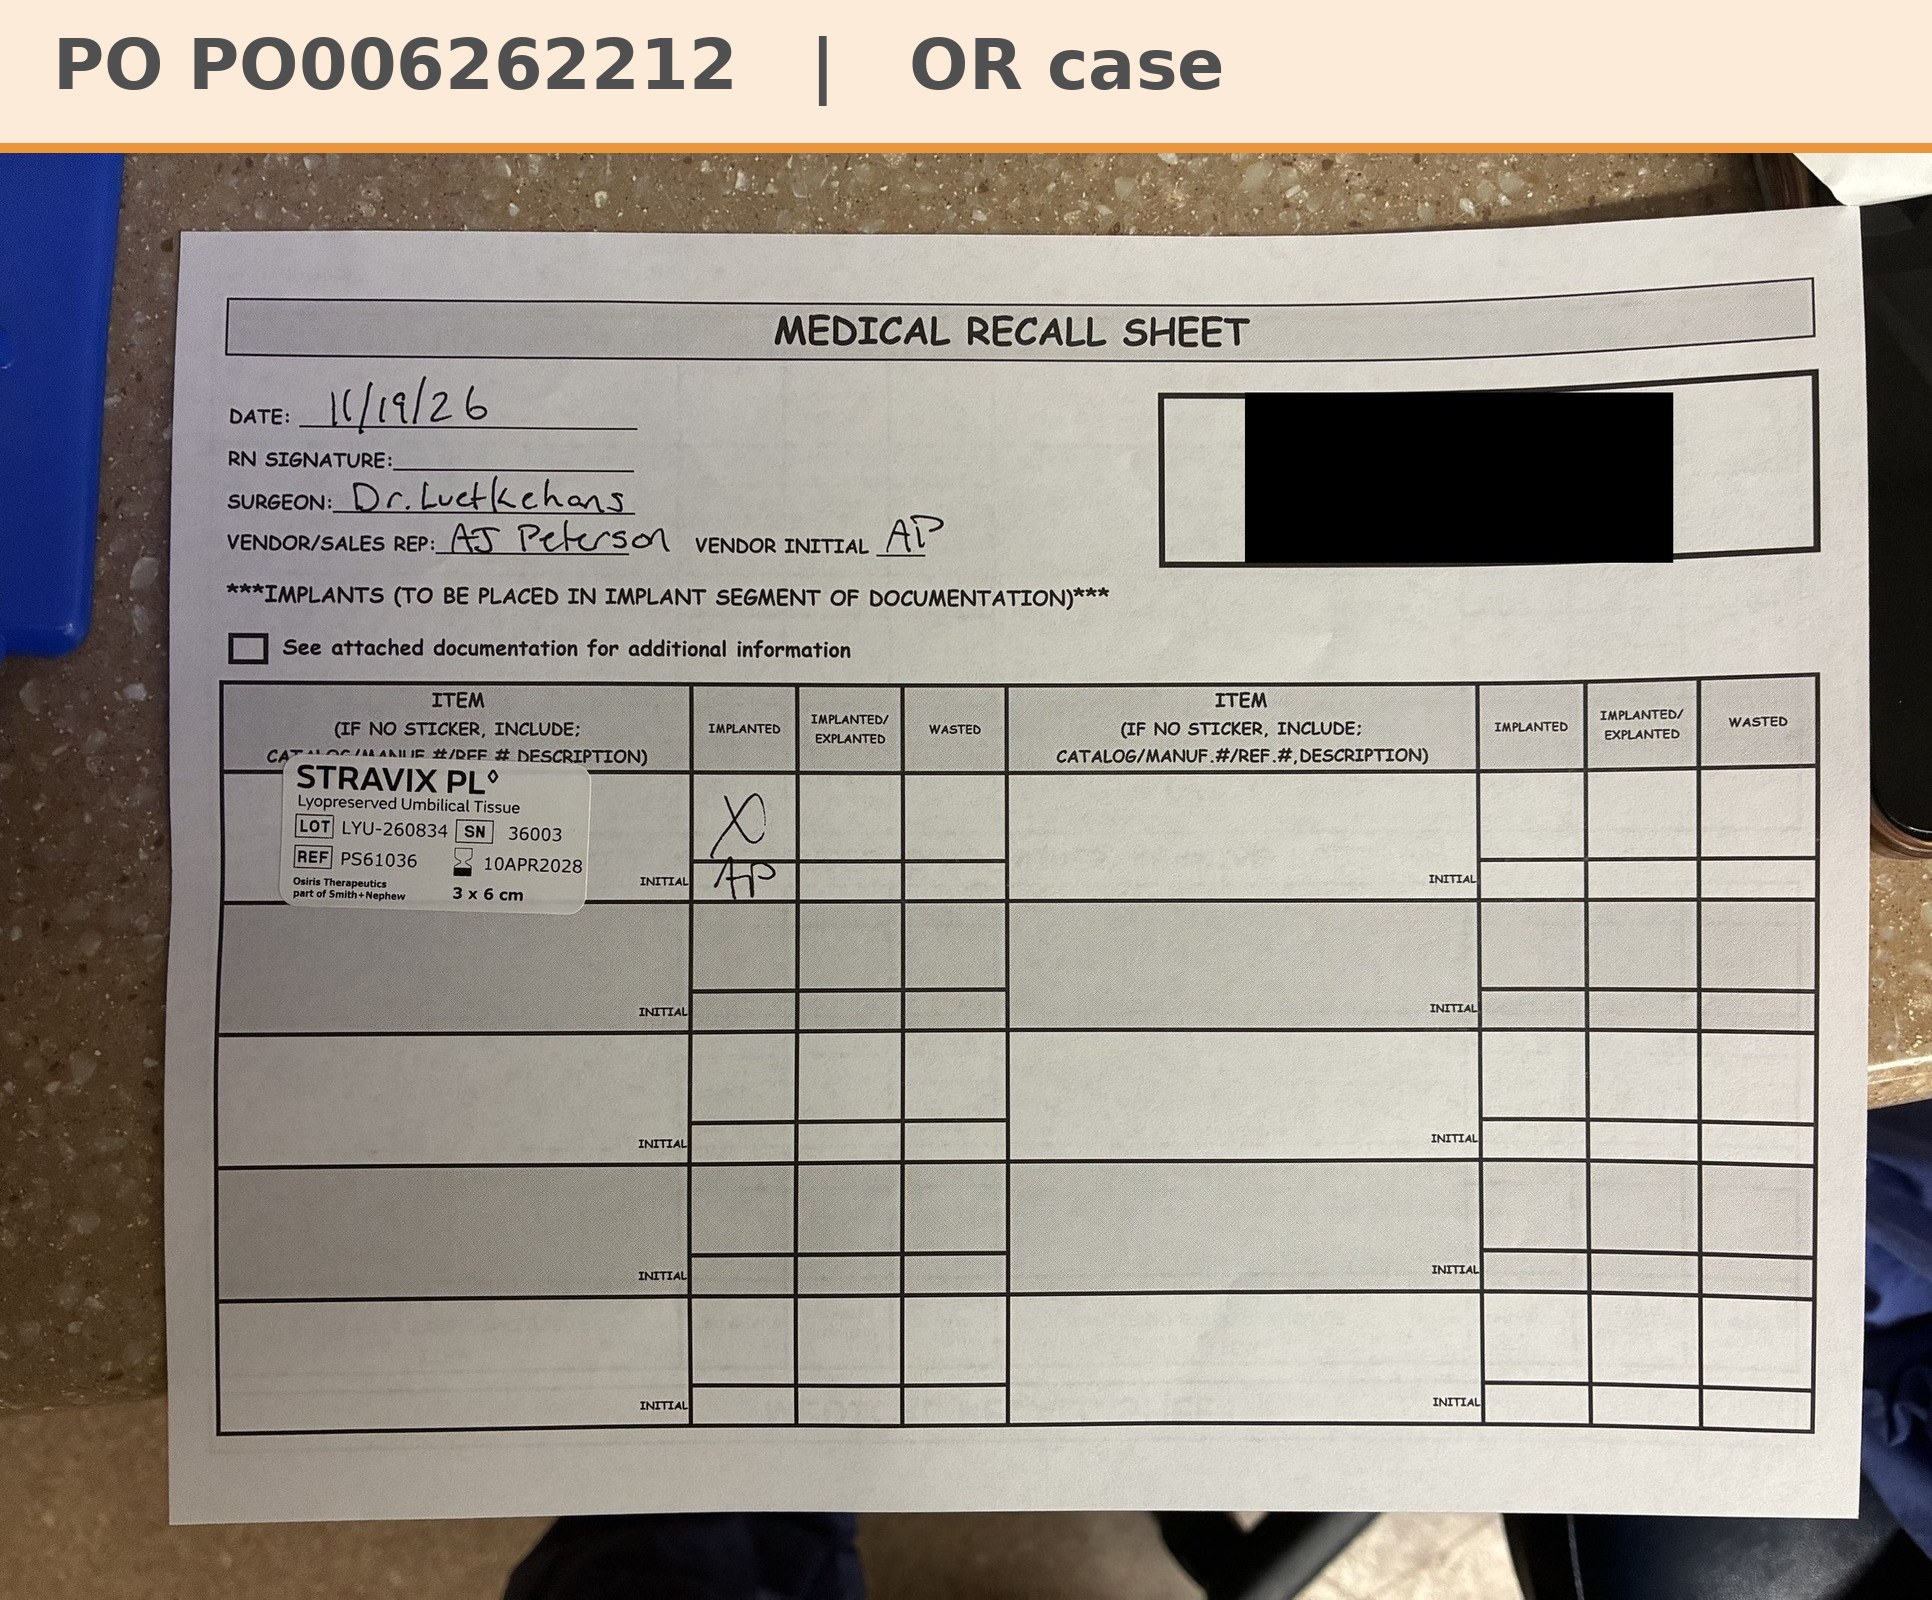 PO PO006262212 | OR case
MEDICAL RECALL SHEET
DATE: 11/19/26
RN SIGNATURE:
SURGEON: Dr. Luetkehans
VENDOR/SALES REP: AJ Peterson VENDOR INITIAL AP
***IMPLANTS (TO BE PLACED IN IMPLANT SEGMENT OF DOCUMENTATION)***
See attached documentation for additional information
ITEM
(IF NO STICKER, INCLUDE;
CATALOG/MANUF.#/REF.#,DESCRIPTION)
IMPLANTED
IMPLANTED/
EXPLANTED
WASTED
ITEM
(IF NO STICKER, INCLUDE;
CATALOG/MANUF.#/REF.#,DESCRIPTION)
IMPLANTED
IMPLANTED/
EXPLANTED
WASTED
STRAVIX PL◊
Lyopreserved Umbilical Tissue
LOT LYU-260834 SN 36003
REF PS61036 10APR2028
Osiris Therapeutics
part of Smith+Nephew 3 x 6 cm
X
INITIAL AP
INITIAL
INITIAL
INITIAL
INITIAL
INITIAL
INITIAL
INITIAL
INITIAL
INITIAL